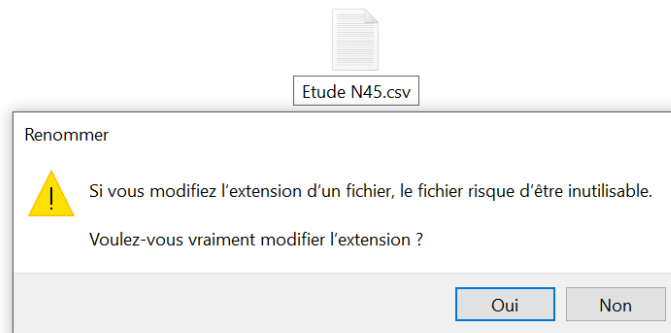 Etude N45.csv
Renommer
Si vous modifiez l'extension d'un fichier, le fichier risque d'être inutilisable.
Voulez-vous vraiment modifier l'extension ?
Oui
Non